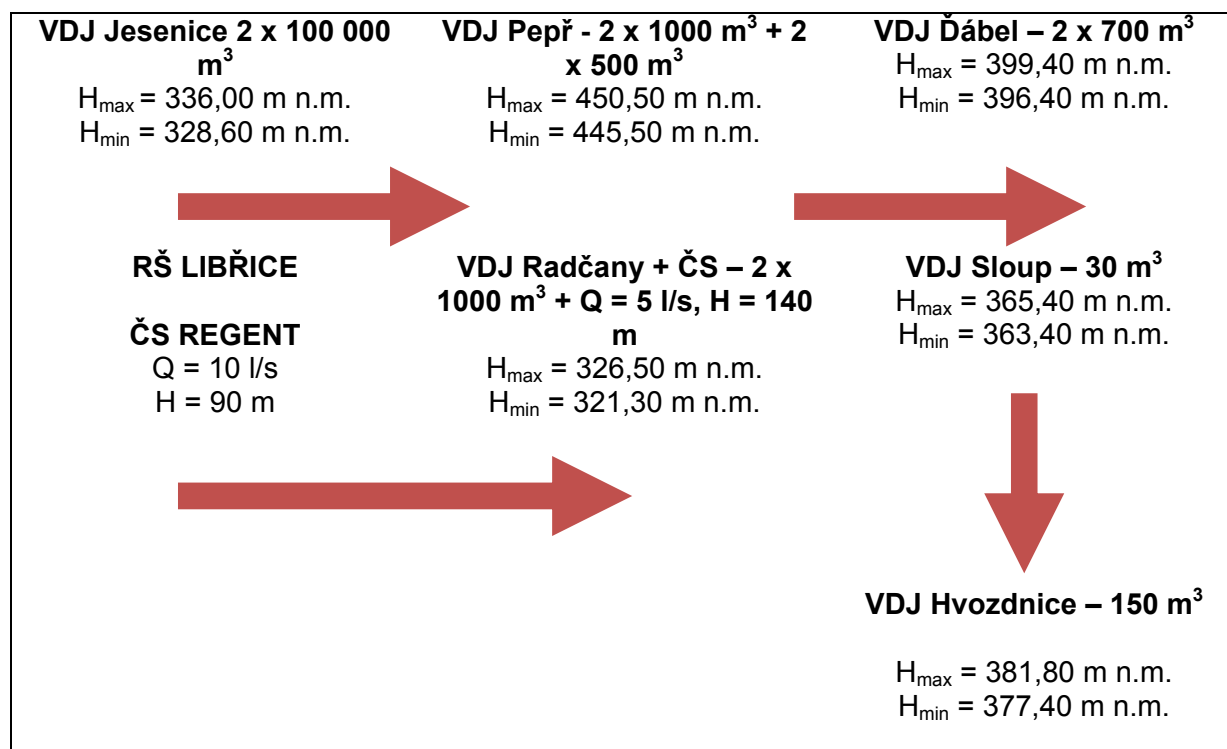 VDJ Jesenice 2 x 100 000
m³
Hmax = 336,00 m n.m.
Hmin = 328,60 m n.m.
VDJ Pepř - 2 x 1000 m³ + 2
x 500 m³
Hmax = 450,50 m n.m.
Hmin = 445,50 m n.m.
VDJ Ďábel – 2 x 700 m³
Hmax = 399,40 m n.m.
Hmin = 396,40 m n.m.
RŠ LIBŘICE
ČS REGENT
Q = 10 l/s
H = 90 m
VDJ Radčany + ČS – 2 x
1000 m³ + Q = 5 l/s, H = 140
m
Hmax = 326,50 m n.m.
Hmin = 321,30 m n.m.
VDJ Sloup – 30 m³
Hmax = 365,40 m n.m.
Hmin = 363,40 m n.m.
VDJ Hvozdnice – 150 m³
Hmax = 381,80 m n.m.
Hmin = 377,40 m n.m.